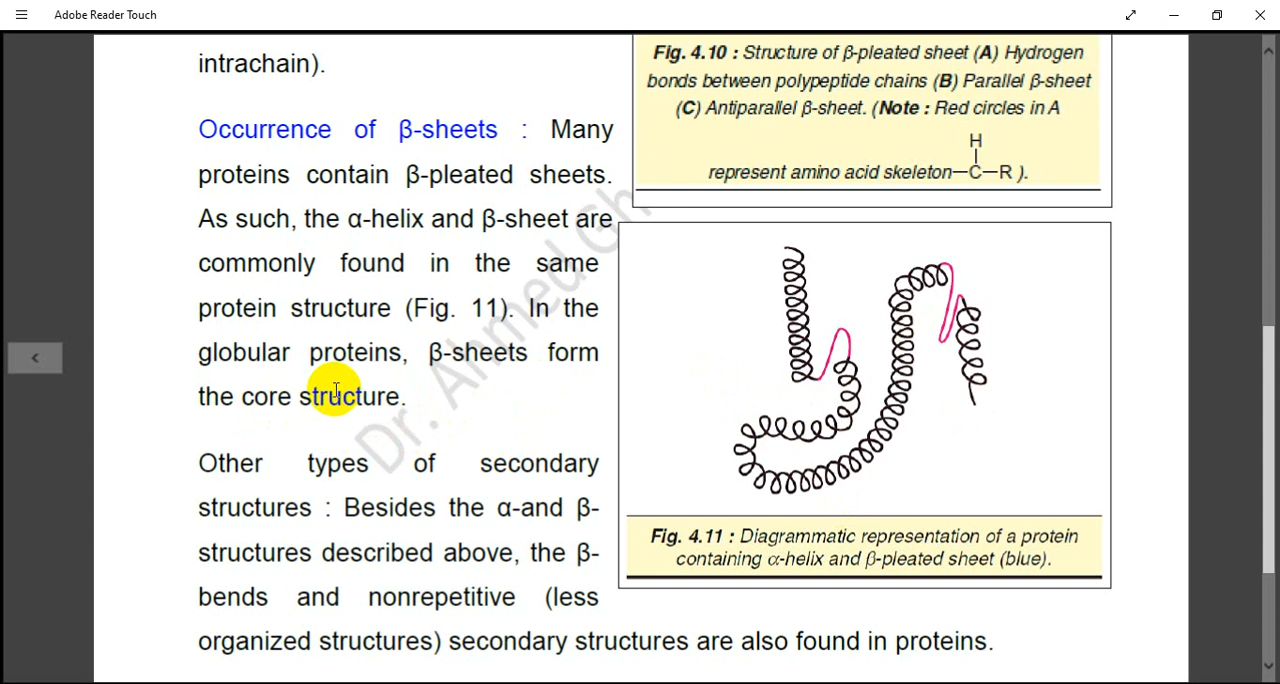 Adobe Reader Touch
intrachain).
Occurrence of β-sheets : Many
proteins contain β-pleated sheets.
As such, the α-helix and β-sheet are
commonly found in the same
protein structure (Fig. 11). In the
globular proteins, β-sheets form
the core structure.
Other types of secondary
structures : Besides the α-and β-
structures described above, the β-
bends and nonrepetitive (less
organized structures) secondary structures are also found in proteins.
Fig. 4.10 : Structure of β-pleated sheet (A) Hydrogen
bonds between polypeptide chains (B) Parallel β-sheet
(C) Antiparallel β-sheet. (Note : Red circles in A
H
represent amino acid skeleton—C—R ).
Fig. 4.11 : Diagrammatic representation of a protein
containing α-helix and β-pleated sheet (blue).
Dr. Ahmed Gh